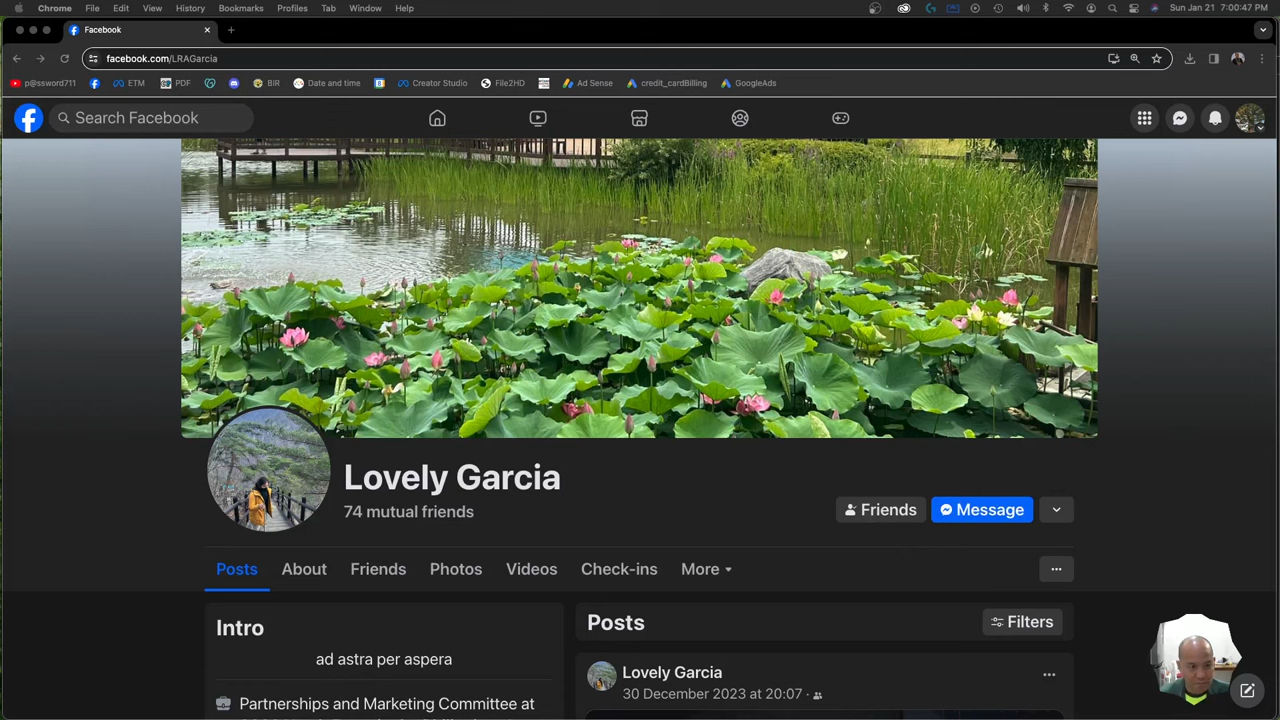 Chrome File Edit View History Bookmarks Profiles Tab Window Help Sun Jan 21 7:00:47 PM
Facebook
facebook.com/LRAGarcia
p@ssword711 ETM PDF BIR Date and time Creator Studio File2HD Ad Sense credit_cardBilling GoogleAds
Search Facebook
Lovely Garcia
74 mutual friends
Friends Message
Posts About Friends Photos Videos Check-ins More
Intro
ad astra per aspera
Partnerships and Marketing Committee at
Posts Filters
Lovely Garcia
30 December 2023 at 20:07 ·